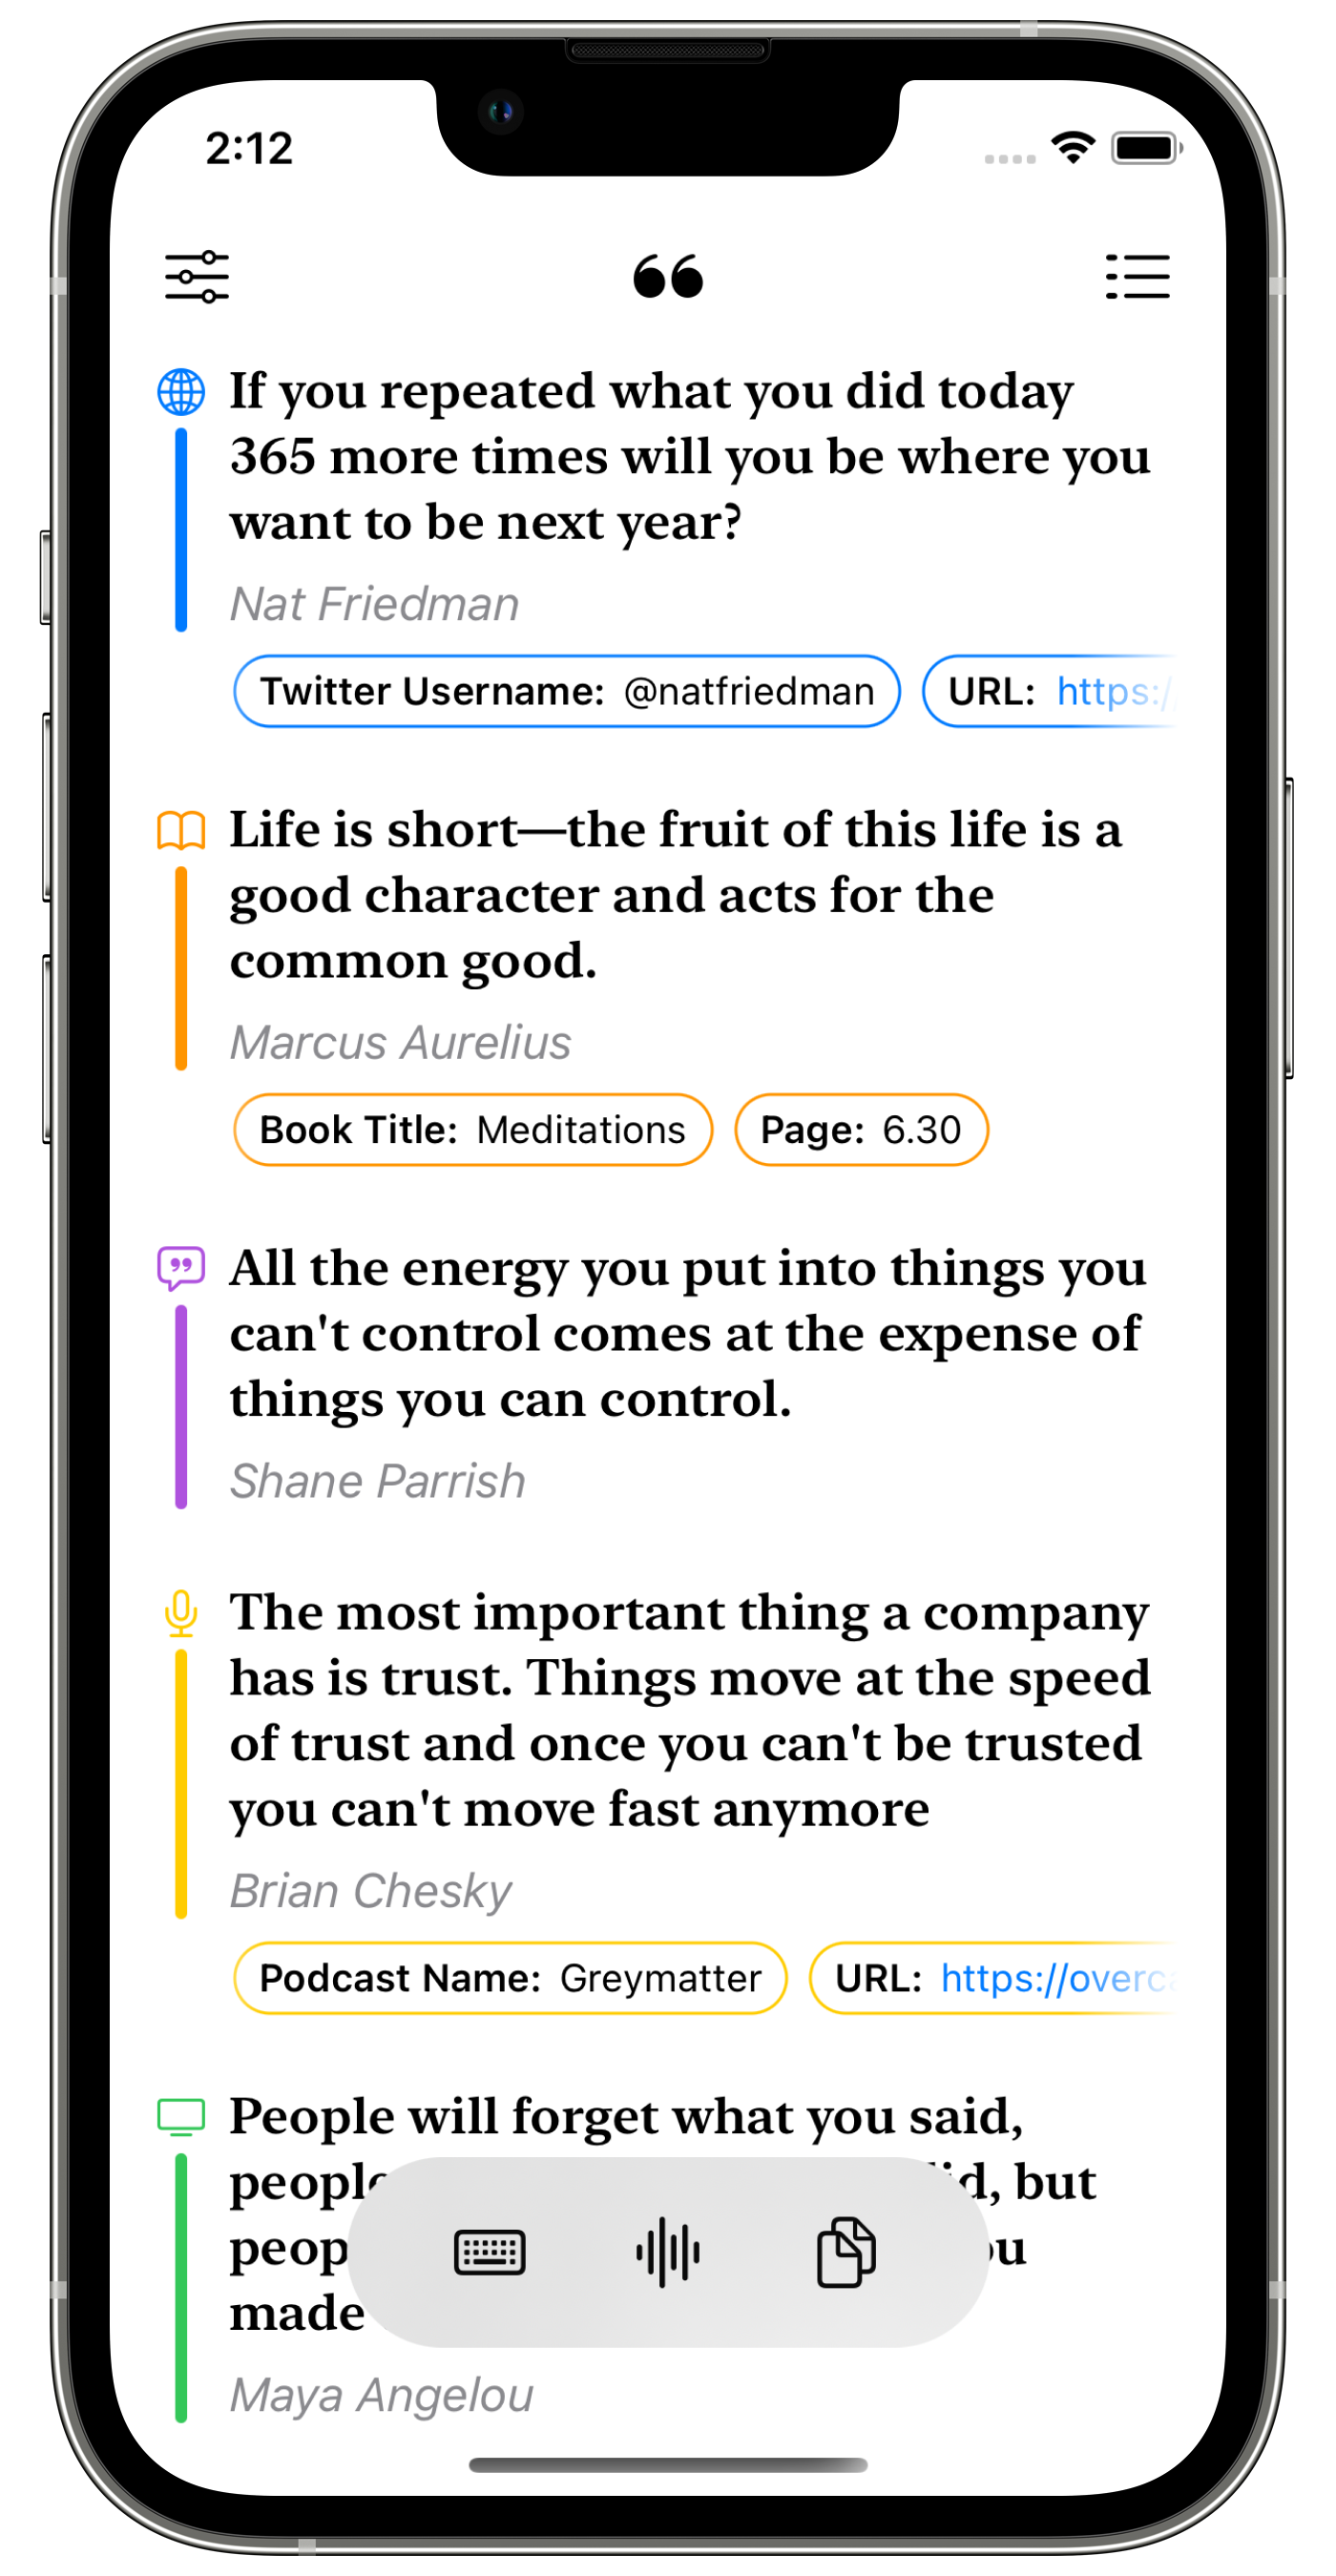 2:12
If you repeated what you did today
365 more times will you be where you
want to be next year?
Nat Friedman
Twitter Username: @natfriedman URL: https:/
Life is short—the fruit of this life is a
good character and acts for the
common good.
Marcus Aurelius
Book Title: Meditations Page: 6.30
All the energy you put into things you
can't control comes at the expense of
things you can control.
Shane Parrish
The most important thing a company
has is trust. Things move at the speed
of trust and once you can't be trusted
you can't move fast anymore
Brian Chesky
Podcast Name: Greymatter URL: https://overca
People will forget what you said,
but
made
Maya Angelou